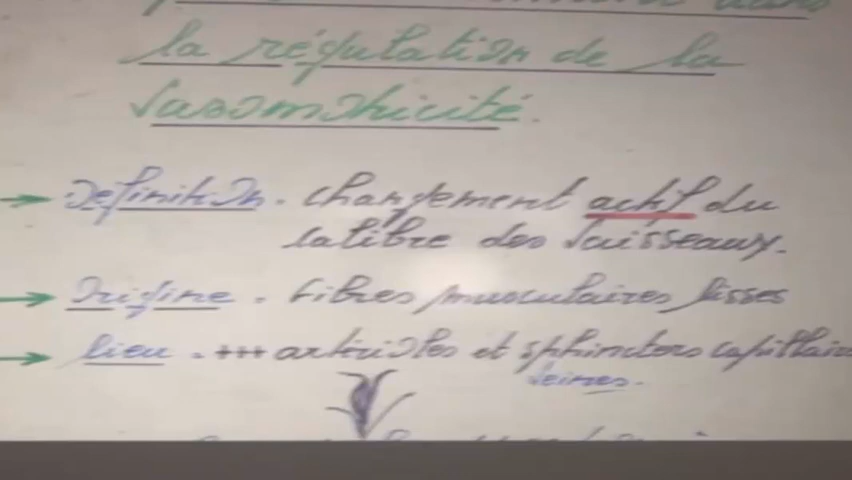 la régulation de la
Vasomotricité.
Définition. changement actif du
calibre des Vaisseaux.
Origine. Fibres musculaires lisses
lieu. +++ artérioles et sphincters capillaires
Veines.